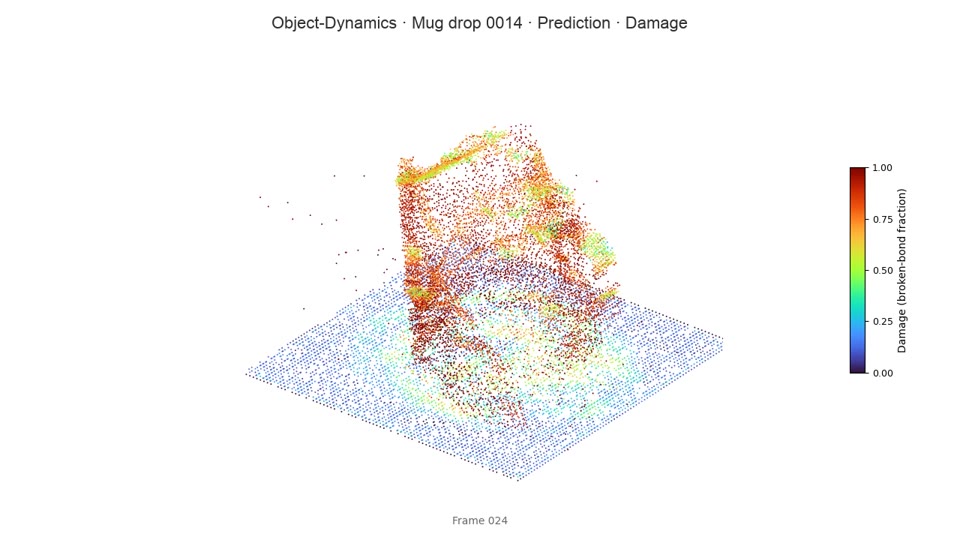 Object-Dynamics · Mug drop 0014 · Prediction · Damage
1.00
0.75
0.50
0.25
0.00
Damage (broken-bond fraction)
Frame 024